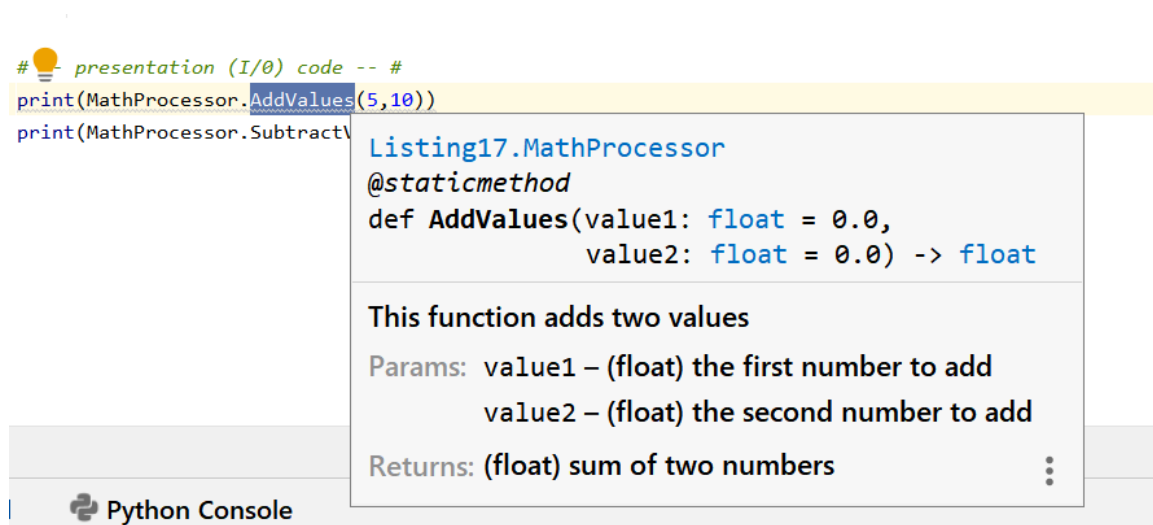 # -- presentation (I/0) code -- #
print(MathProcessor.AddValues(5,10))
print(MathProcessor.SubtractV
Listing17.MathProcessor
@staticmethod
def AddValues(value1: float = 0.0,
value2: float = 0.0) -> float
This function adds two values
Params: value1 – (float) the first number to add
value2 – (float) the second number to add
Returns: (float) sum of two numbers
Python Console